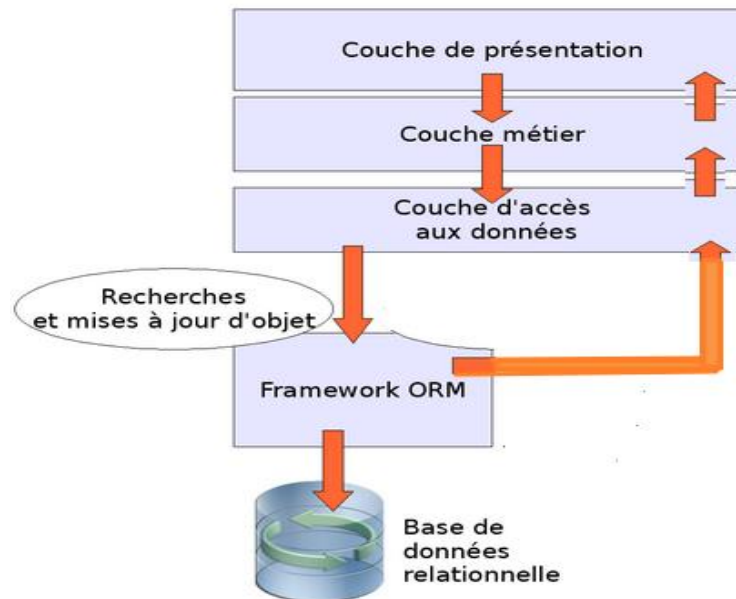 Couche de présentation
Couche métier
Couche d'accès
aux données
Recherches
et mises à jour d'objet
Framework ORM
Base de
données
relationnelle